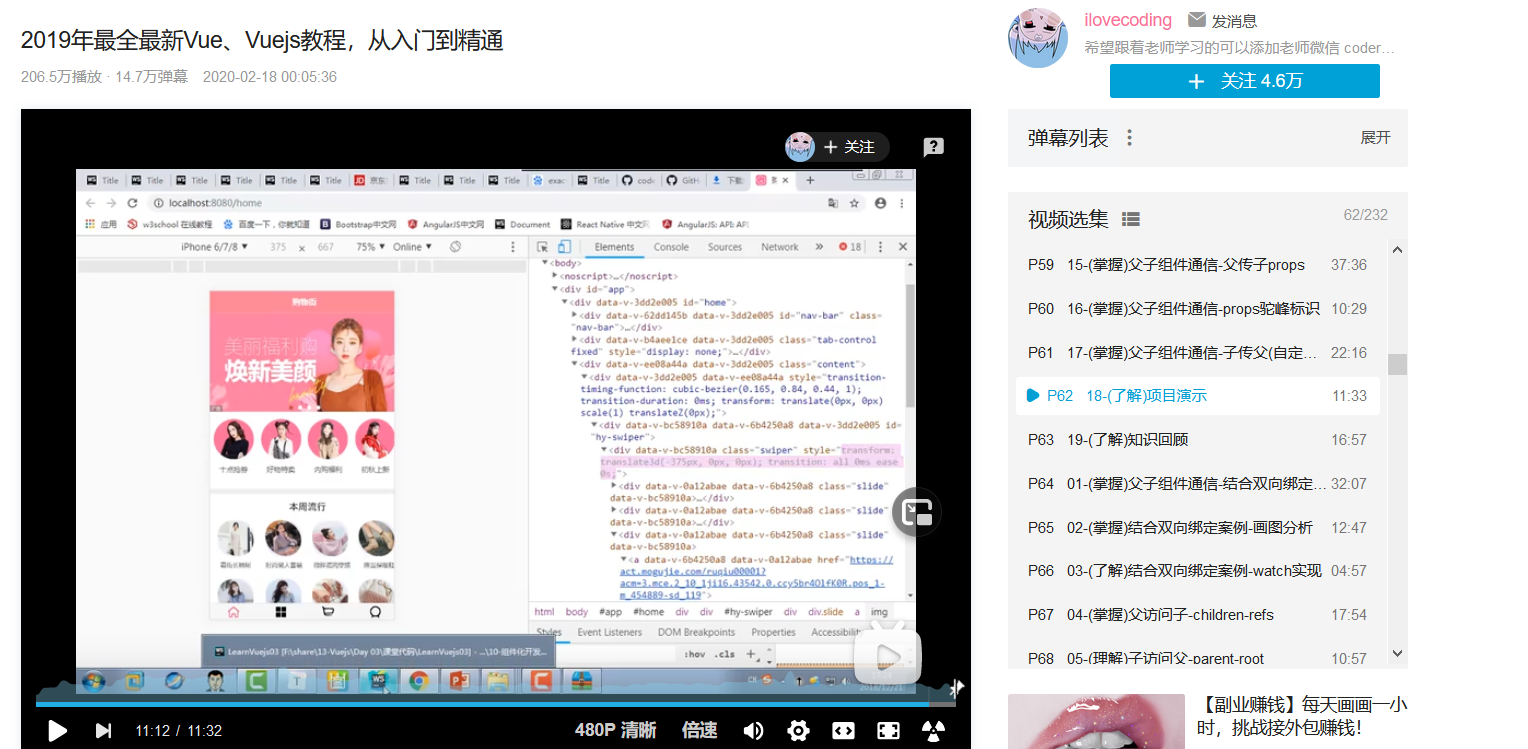 2019年最全最新Vue、Vuejs教程，从入门到精通
206.5万播放 · 14.7万弹幕 2020-02-18 00:05:36
ilovecoding 发消息
希望跟着老师学习的可以添加老师微信 coder...
+ 关注 4.6万
+ 关注
Title Title Title Title Title Title Title Title Title Title
localhost:8080/home
应用 w3school 在线教程 百度一下，你就知道 Bootstrap中文网 AngularJS中文网 Document React Native 中文网 AngularJS: API: API
iPhone 6/7/8 375 x 667 75% Online
Elements Console Sources Network » 18
购物街
美丽福利购
焕新美颜
十点抢券 好物特卖 内购福利 初秋上新
本周流行
<body>
<noscript>…</noscript>
<div id="app">
<div data-v-3dd2e005 id="home">
<div data-v-62dd145b data-v-3dd2e005 id="nav-bar" class=
"nav-bar">…</div>
<div data-v-b4aee1ce data-v-3dd2e005 class="tab-control
fixed" style="display: none;">…</div>
<div data-v-ee08a44a data-v-3dd2e005 class="content">
<div data-v-3dd2e005 data-v-ee08a44a style="transition-
timing-function: cubic-bezier(0.165, 0.84, 0.44, 1);
transition-duration: 0ms; transform: translate(0px, 0px)
scale(1) translateZ(0px);">
<div data-v-bc58910a data-v-6b4250a8 data-v-3dd2e005 id=
"hy-swiper">
<div data-v-bc58910a class="swiper" style="transform:
translate3d(-375px, 0px, 0px); transition: all 0ms ease
0s;">
<div data-v-0a12abae data-v-6b4250a8 class="slide"
data-v-bc58910a>…</div>
<div data-v-0a12abae data-v-6b4250a8 class="slide"
data-v-bc58910a>…</div>
<div data-v-0a12abae data-v-6b4250a8 class="slide"
data-v-bc58910a>
<a data-v-6b4250a8 data-v-0a12abae href="https://
act.mogujie.com/ruqiu00001?
acm=3.mce.2_10_1ji16.43542.0.ccy5br4OlfK0R.pos_1-
m_454889-sd_119">
html body #app #home div div #hy-swiper div div.slide a img
Styles Event Listeners DOM Breakpoints Properties Accessibility
:hov .cls +
LearnVuejs03 [F:\share\13-Vuejs\Day 03\课堂代码\LearnVuejs03] - ...\10-组件化开发...
11:12 / 11:32 480P 清晰 倍速
弹幕列表 展开
视频选集 62/232
P59 15-(掌握)父子组件通信-父传子props 37:36
P60 16-(掌握)父子组件通信-props驼峰标识 10:29
P61 17-(掌握)父子组件通信-子传父(自定... 22:16
P62 18-(了解)项目演示 11:33
P63 19-(了解)知识回顾 16:57
P64 01-(掌握)父子组件通信-结合双向绑定... 32:07
P65 02-(掌握)结合双向绑定案例-画图分析 12:47
P66 03-(了解)结合双向绑定案例-watch实现 04:57
P67 04-(掌握)父访问子-children-refs 17:54
P68 05-(理解)子访问父-parent-root 10:57
【副业赚钱】每天画画一小
时，挑战接外包赚钱！